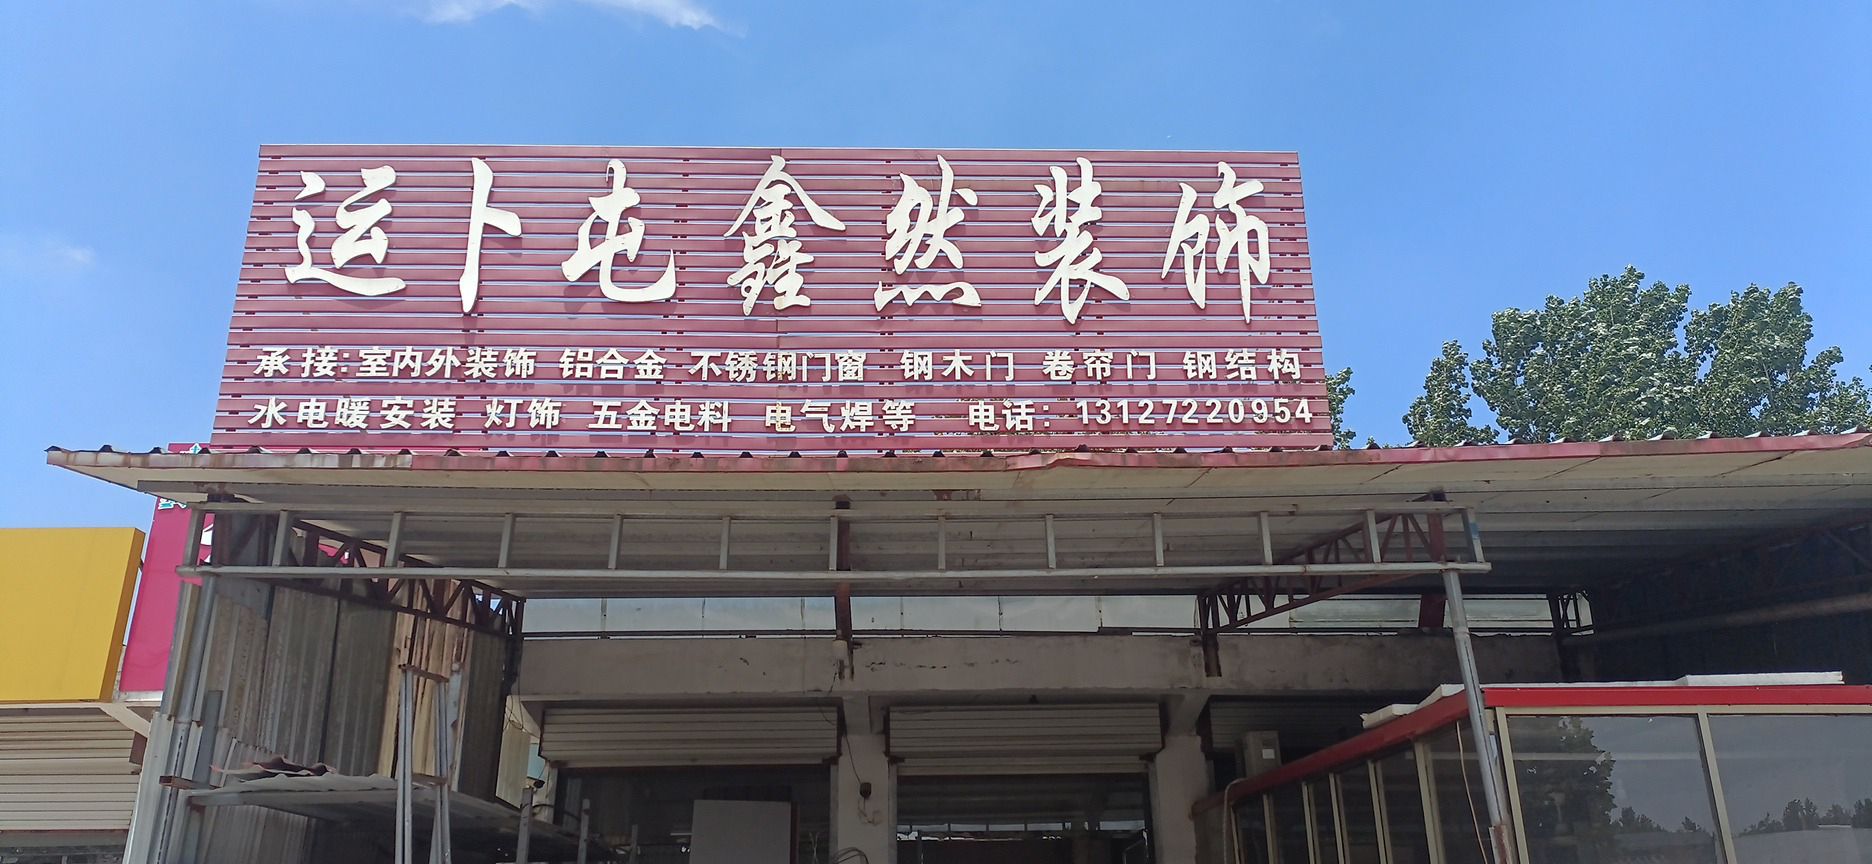 运卜屯鑫然装饰
承接:室内外装饰 铝合金 不锈钢门窗 钢木门 卷帘门 钢结构
水电暖安装 灯饰 五金电料 电气焊等 电话:13127220954